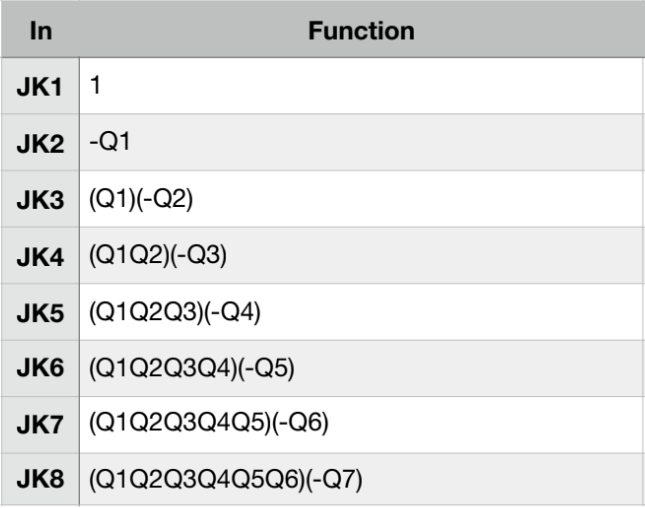 In Function
JK1 1
JK2 -Q1
JK3 (Q1)(-Q2)
JK4 (Q1Q2)(-Q3)
JK5 (Q1Q2Q3)(-Q4)
JK6 (Q1Q2Q3Q4)(-Q5)
JK7 (Q1Q2Q3Q4Q5)(-Q6)
JK8 (Q1Q2Q3Q4Q5Q6)(-Q7)